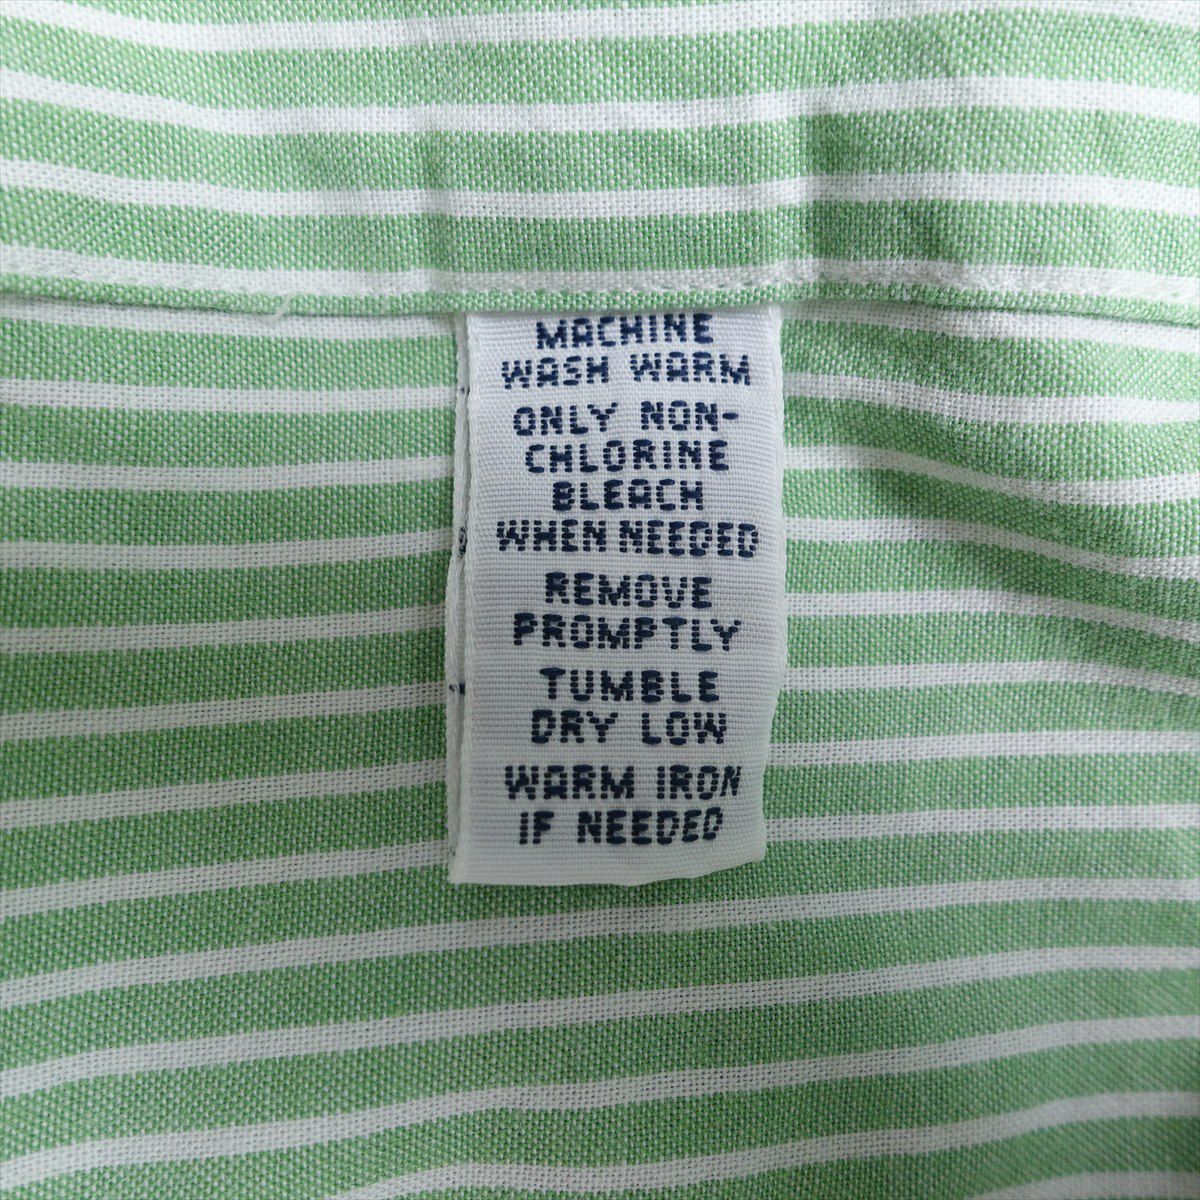 MACHINE
WASH WARM
ONLY NON-
CHLORINE
BLEACH
WHEN NEEDED
REMOVE
PROMPTLY
TUMBLE
DRY LOW
WARM IRON
IF NEEDED